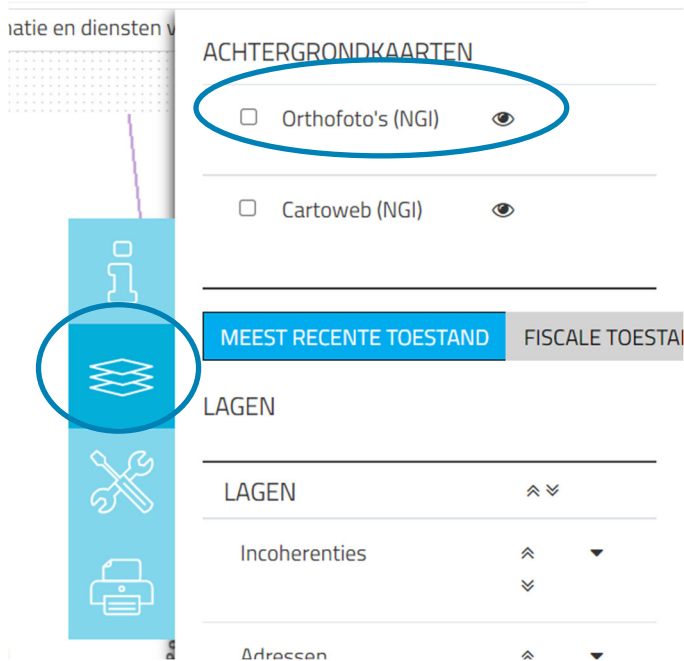 natie en diensten v
ACHTERGRONDKAARTEN
Orthofoto's (NGI)
Cartoweb (NGI)
MEEST RECENTE TOESTAND
FISCALE TOESTA
LAGEN
LAGEN
Incoherenties
Adressen